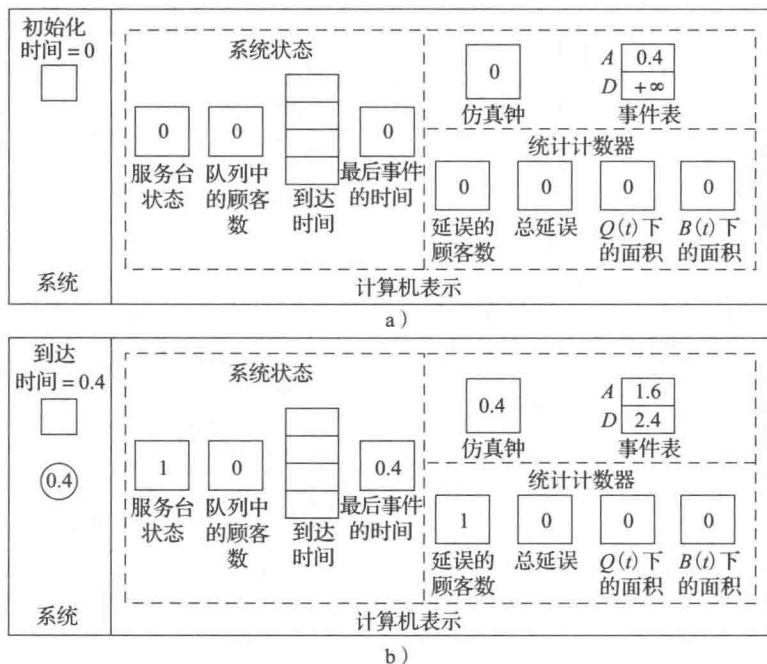 初始化
时间=0
系统状态
0
服务台
状态
0
队列中
的顾客
数
到达
时间
0
最后事件
的时间
0
仿真钟
A 0.4
D +∞
事件表
统计计数器
0
延误的
顾客数
0
总延误
0
Q(t)下
的面积
0
B(t)下
的面积
系统
计算机表示
a)
到达
时间=0.4
0.4
系统状态
1
服务台
状态
0
队列中
的顾客
数
到达
时间
0.4
最后事件
的时间
0.4
仿真钟
A 1.6
D 2.4
事件表
统计计数器
1
延误的
顾客数
0
总延误
0
Q(t)下
的面积
0
B(t)下
的面积
系统
计算机表示
b)